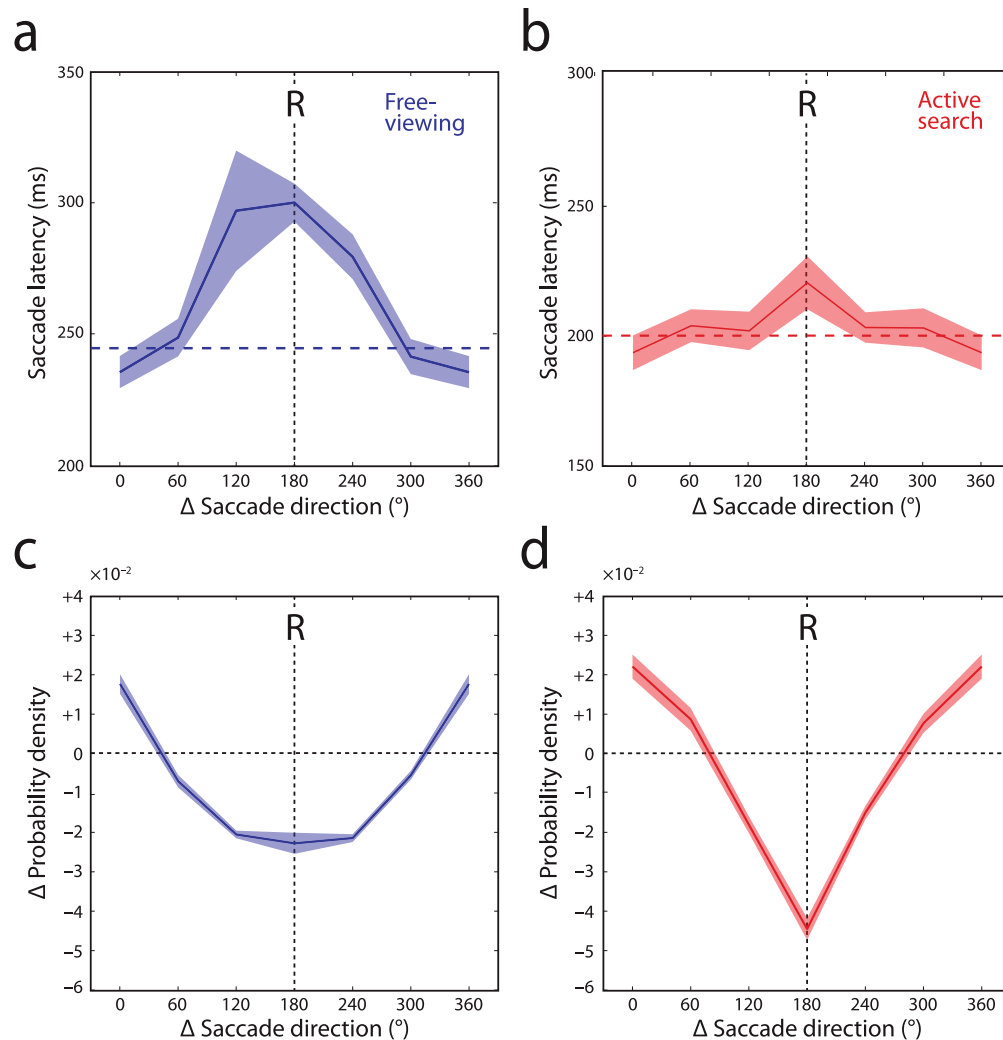 a
350
300
250
200
Saccade latency (ms)
R
Free-
viewing
0 60 120 180 240 300 360
Δ Saccade direction (°)
b
300
250
200
150
Saccade latency (ms)
R
Active
search
0 60 120 180 240 300 360
Δ Saccade direction (°)
c
×10⁻²
+4
+3
+2
+1
0
−1
−2
−3
−4
−5
−6
Δ Probability density
R
0 60 120 180 240 300 360
Δ Saccade direction (°)
d
×10⁻²
+4
+3
+2
+1
0
−1
−2
−3
−4
−5
−6
Δ Probability density
R
0 60 120 180 240 300 360
Δ Saccade direction (°)